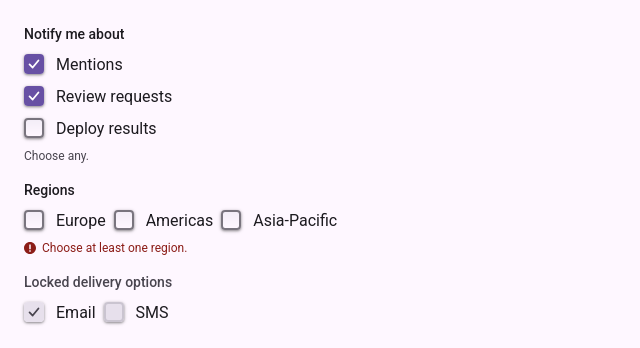 Notify me about
Mentions
Review requests
Deploy results
Choose any.
Regions
Europe Americas Asia-Pacific
Choose at least one region.
Locked delivery options
Email SMS